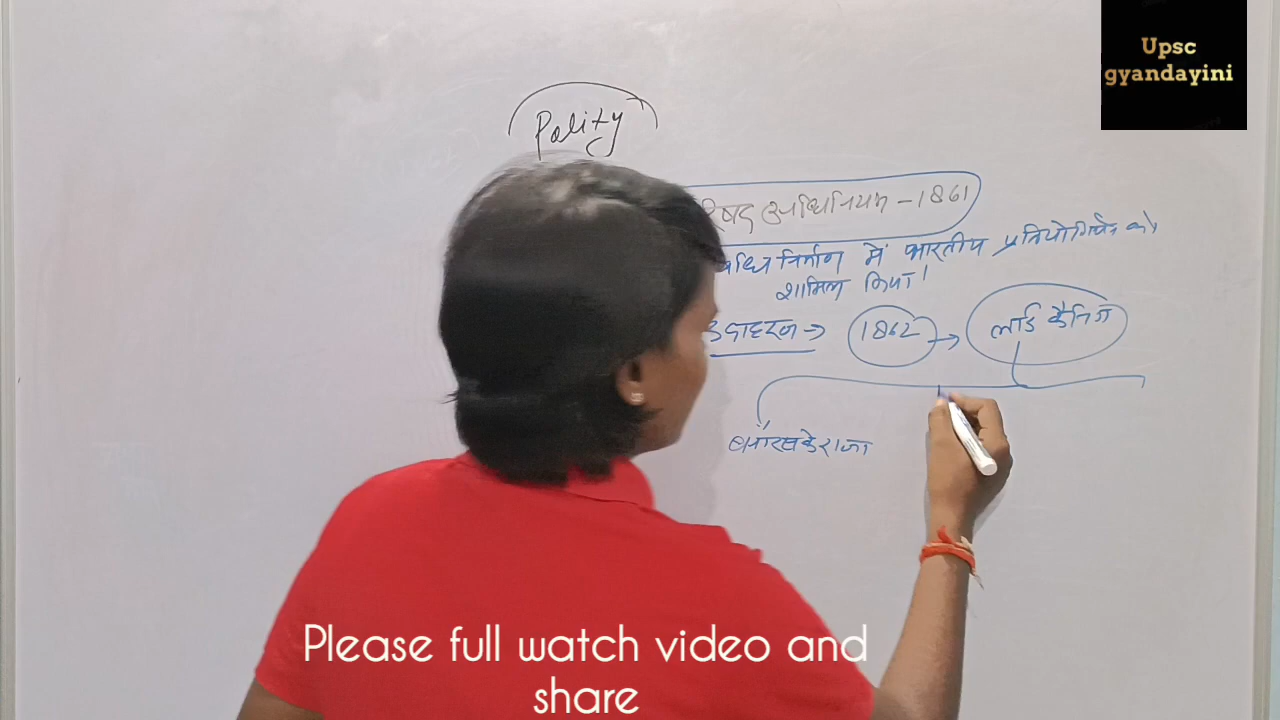 Upsc
gyandayini
Polity
रिषद अधिनियम - 1861
विधि निर्माण में भारतीय प्रतिनिधियों को
शामिल किया।
उदाहरण → 1862 → लार्ड कैनिंग
बनारस के राजा
Please full watch video and
share